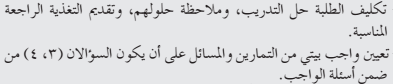 تكليف الطلبة حل التدريب، وملاحظة حلولهم، وتقديم التغذية الراجعة
المناسبة.
تعيين واجب بيتي من التمارين والمسائل على أن يكون السؤالان (٣، ٤) من
ضمن أسئلة الواجب.